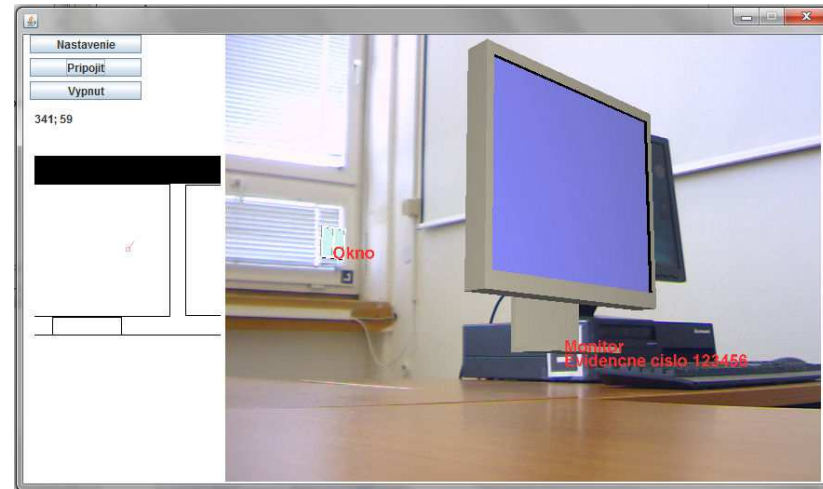 Nastavenie
Pripojit
Vypnut
341; 59
Okno
Monitor
Evidencne cislo 123456